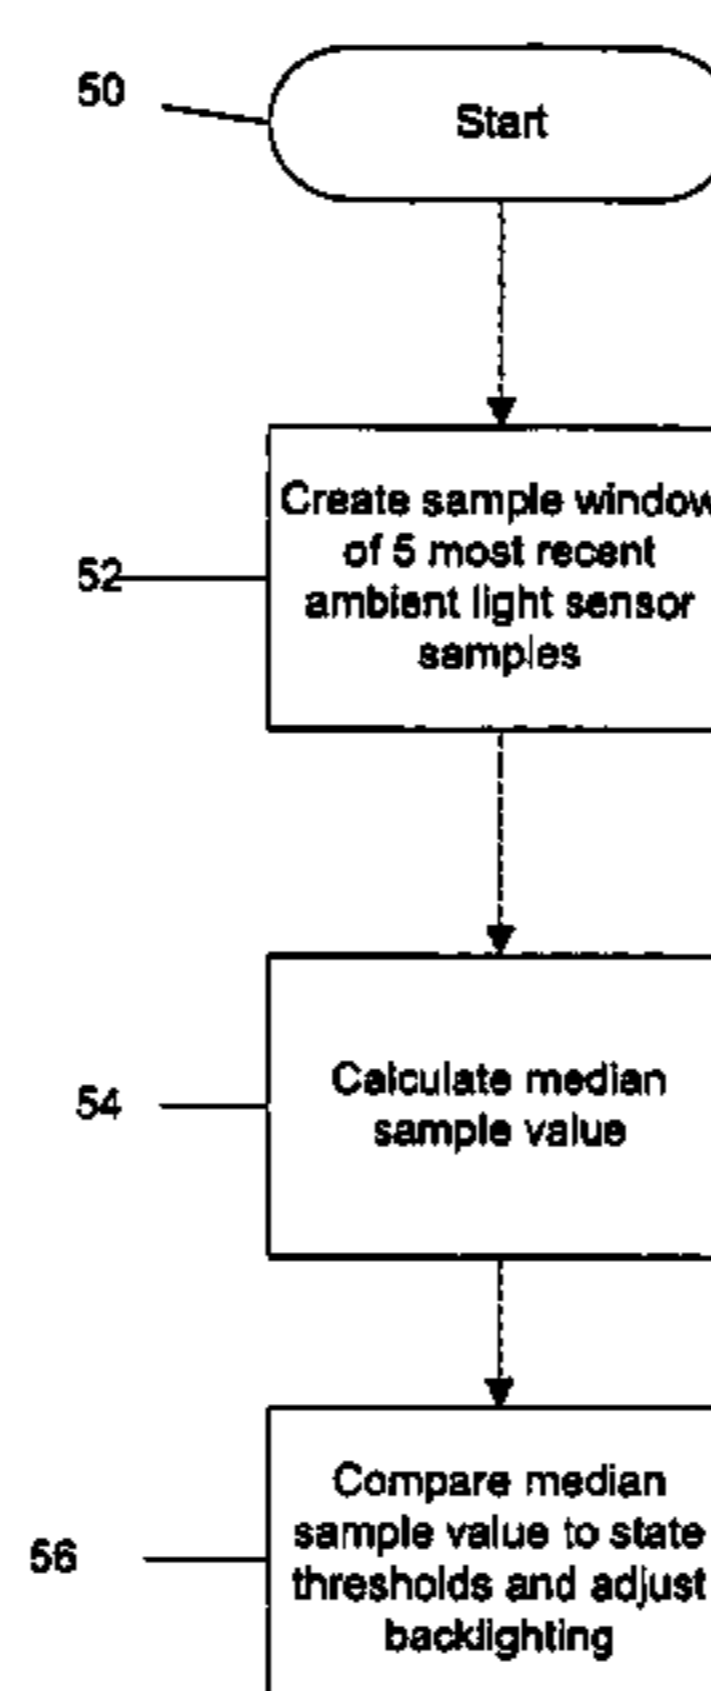 50
Start
Create sample window
of 5 most recent
ambient light sensor
samples
52
Calculate median
sample value
54
Compare median
sample value to state
thresholds and adjust
backlighting
56